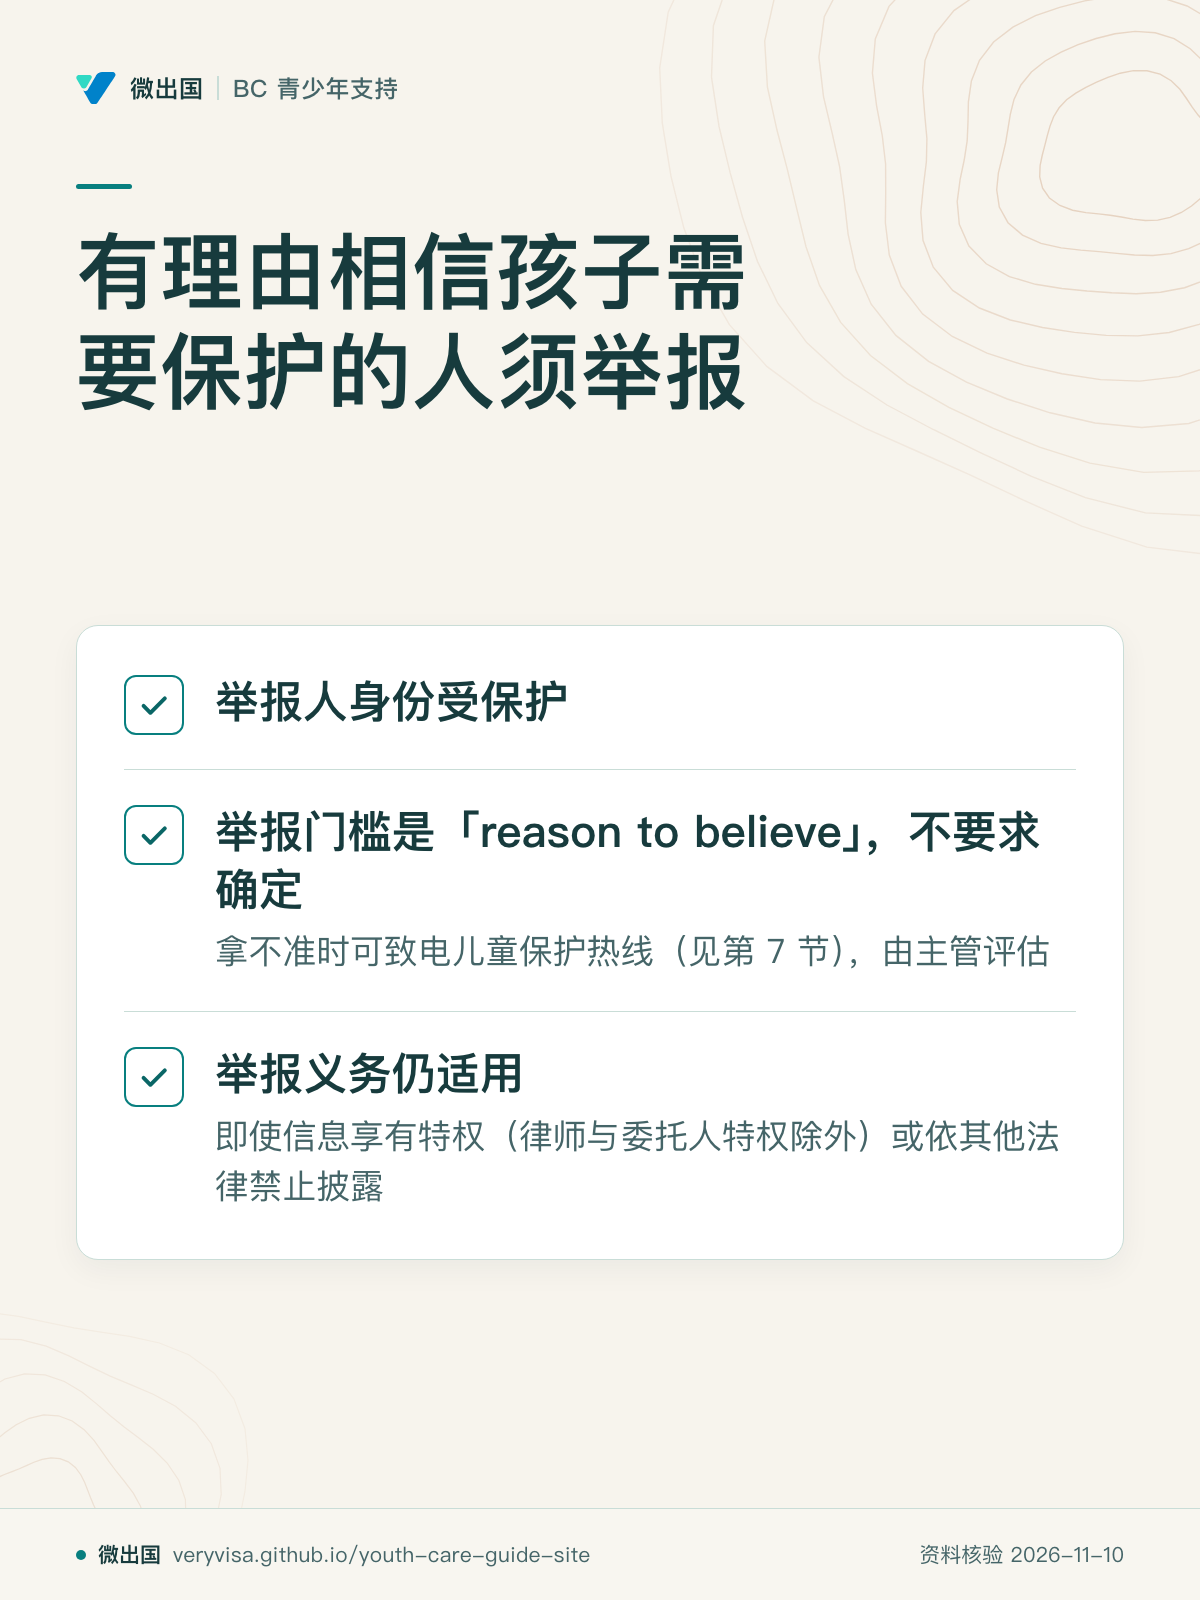 微出国 | BC 青少年支持
有理由相信孩子需
要保护的人须举报
举报人身份受保护
举报门槛是「reason to believe」，不要求
确定
拿不准时可致电儿童保护热线（见第 7 节），由主管评估
举报义务仍适用
即使信息享有特权（律师与委托人特权除外）或依其他法
律禁止披露
微出国 veryvisa.github.io/youth-care-guide-site
资料核验 2026-11-10